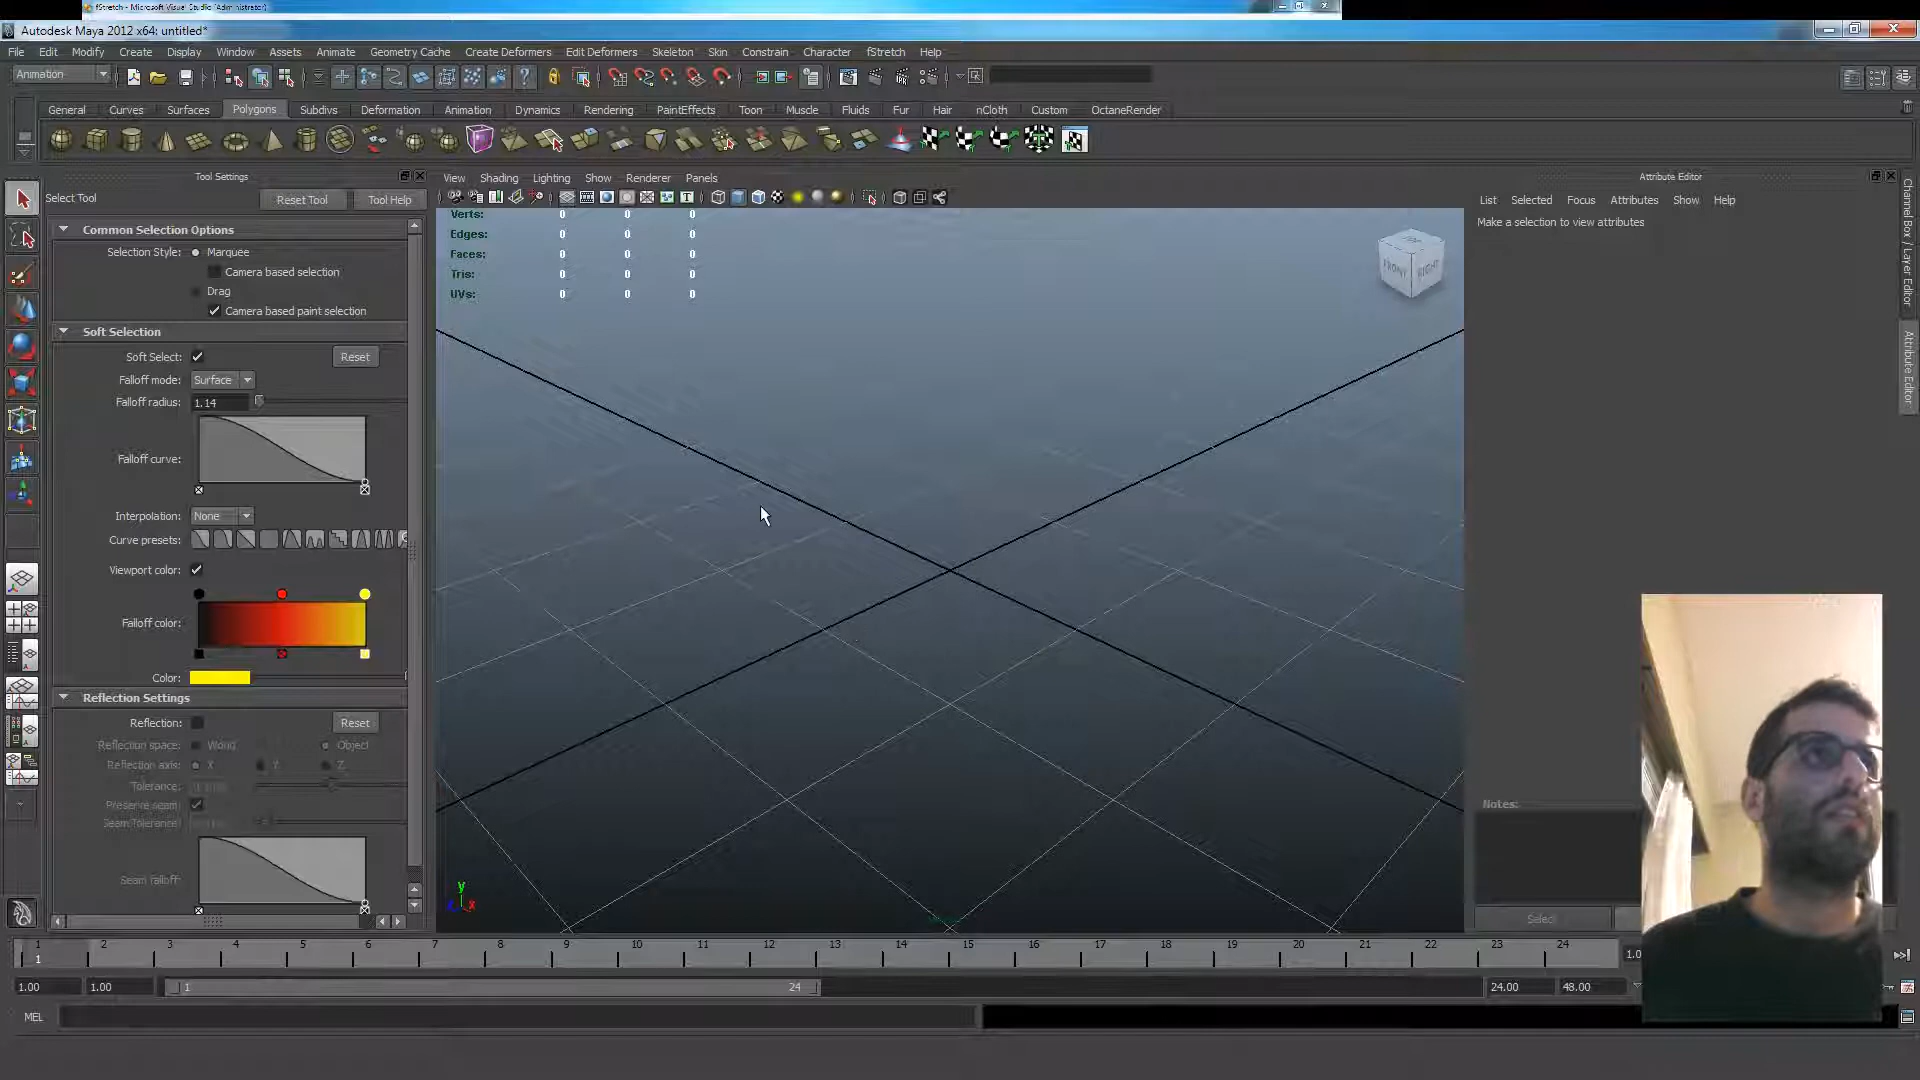 fStretch - Microsoft Visual Studio (Administrator)
Autodesk Maya 2012 x64: untitled*
File Edit Modify Create Display Window Assets Animate Geometry Cache Create Deformers Edit Deformers Skeleton Skin Constrain Character fStretch Help
Animation
General Curves Surfaces Polygons Subdivs Deformation Animation Dynamics Rendering PaintEffects Toon Muscle Fluids Fur Hair nCloth Custom OctaneRender
Tool Settings
Select Tool Reset Tool Tool Help
Common Selection Options
Selection Style: Marquee
Camera based selection
Drag
Camera based paint selection
Soft Selection
Soft Select: Reset
Falloff mode: Surface
Falloff radius: 1.14
Falloff curve:
Interpolation: None
Curve presets:
Viewport color:
Falloff color:
Color:
Reflection Settings
Reflection: Reset
Reflection space: World Object
Reflection axis: X Y Z
Tolerance:
Preserve seam:
Seam Tolerance:
Seam falloff:
View Shading Lighting Show Renderer Panels
Verts: 0 0 0
Edges: 0 0 0
Faces: 0 0 0
Tris: 0 0 0
UVs: 0 0 0
FRONT RIGHT
y
x
Attribute Editor
List Selected Focus Attributes Show Help
Make a selection to view attributes
Notes:
Select
Channel Box / Layer Editor
Attribute Editor
1 2 3 4 5 6 7 8 9 10 11 12 13 14 15 16 17 18 19 20 21 22 23 24
1
1.00 1.00 1 24 24.00 48.00
MEL